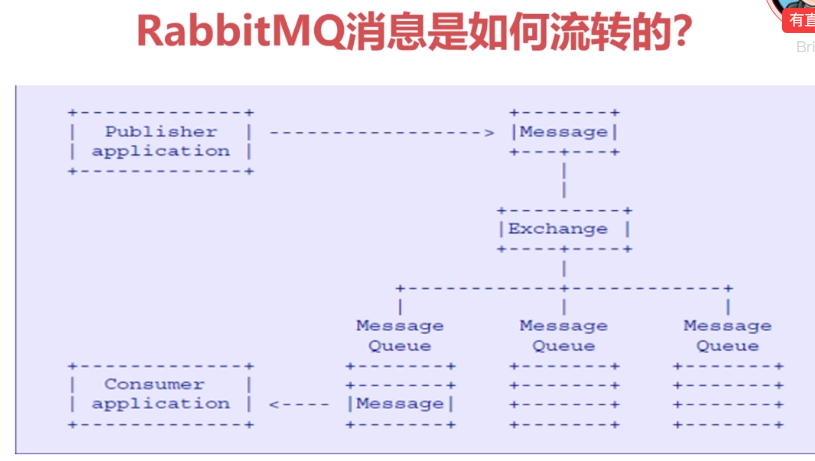 RabbitMQ消息是如何流转的?
有直
Bri
+-------------+ +-------+
| Publisher | -----------------> |Message|
| application | +---+---+
+-------------+ |
|
+---------+
|Exchange |
+----+----+
|
+------------+------------+
| | |
Message Message Message
Queue Queue Queue
+-------------+ +-------+ +-------+ +-------+
| Consumer | +-------+ +-------+ +-------+
| application | <---- |Message| +-------+ +-------+
+-------------+ +-------+ +-------+ +-------+